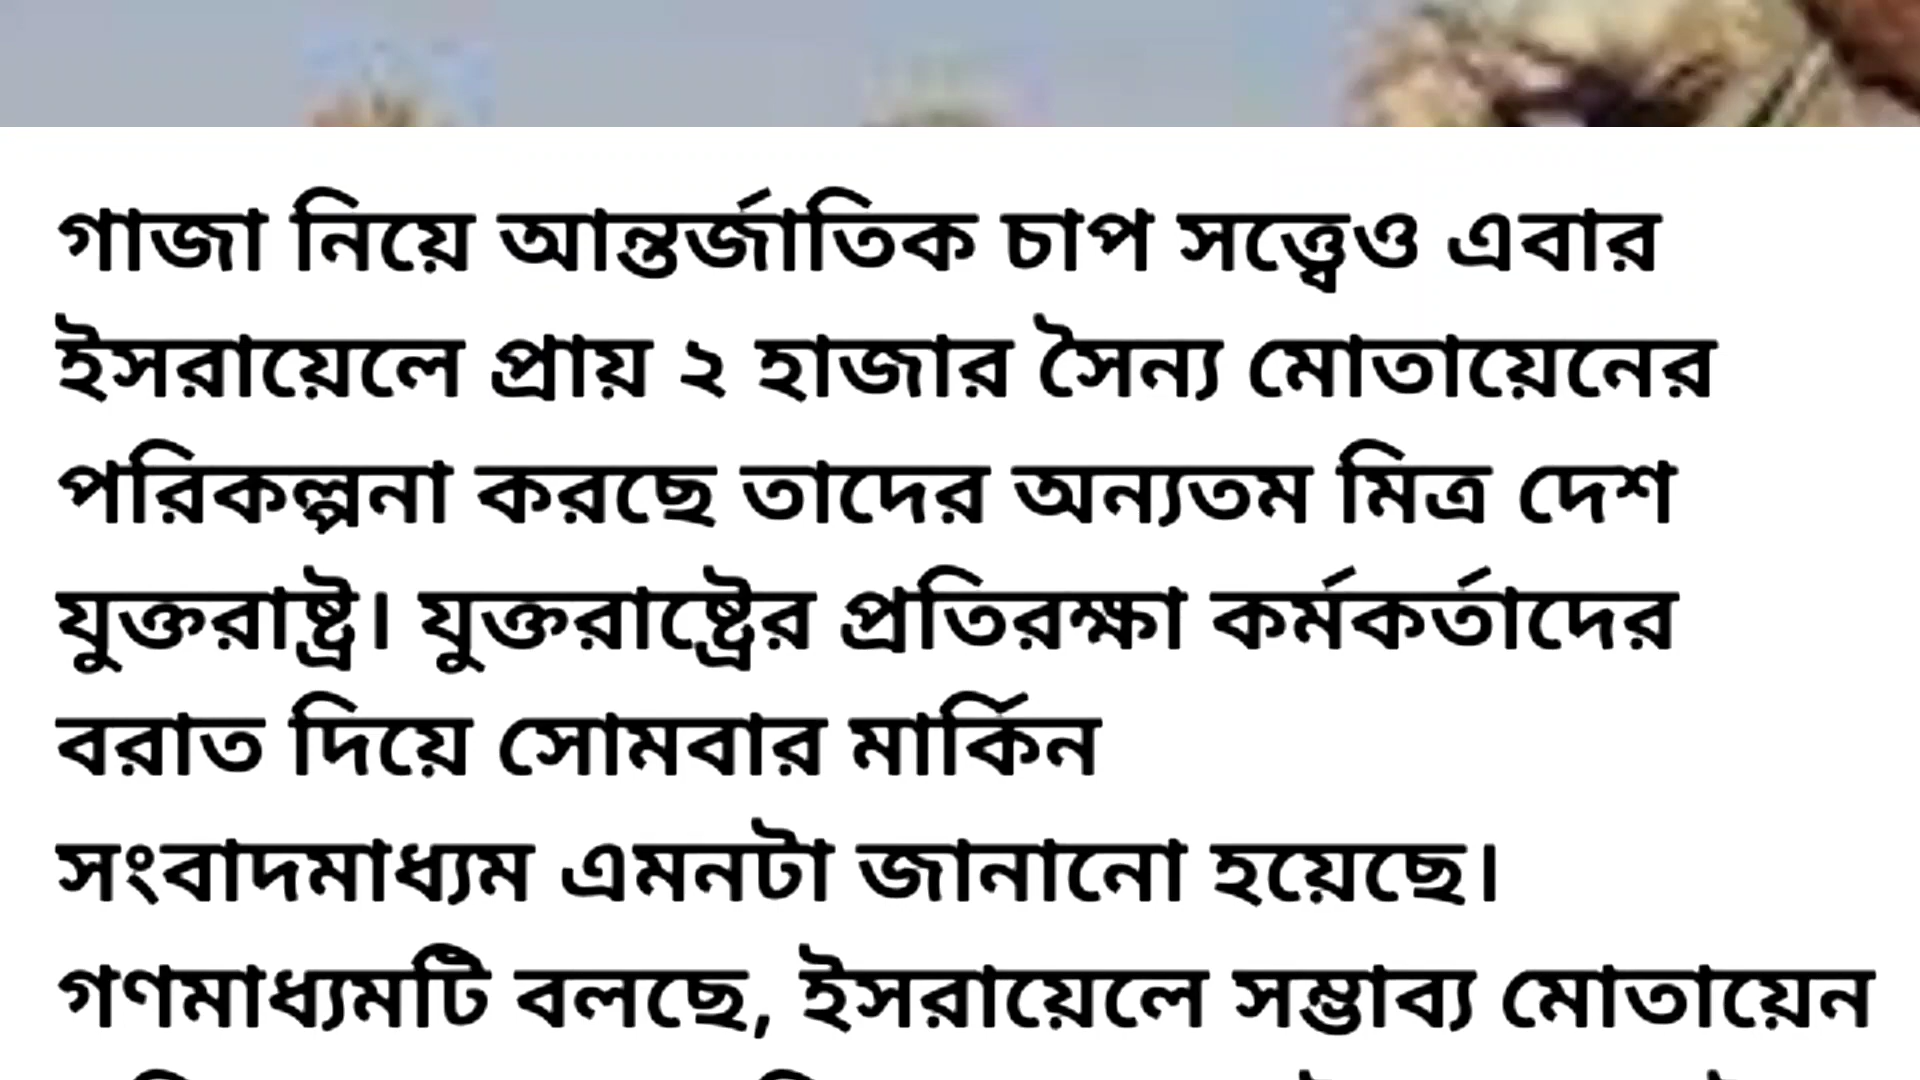 গাজা নিয়ে আন্তর্জাতিক চাপ সত্ত্বেও এবার
ইসরায়েলে প্রায় ২ হাজার সৈন্য মোতায়েনের
পরিকল্পনা করছে তাদের অন্যতম মিত্র দেশ
যুক্তরাষ্ট্র। যুক্তরাষ্ট্রের প্রতিরক্ষা কর্মকর্তাদের
বরাত দিয়ে সোমবার মার্কিন
সংবাদমাধ্যম এমনটা জানানো হয়েছে।
গণমাধ্যমটি বলছে, ইসরায়েলে সম্ভাব্য মোতায়েন